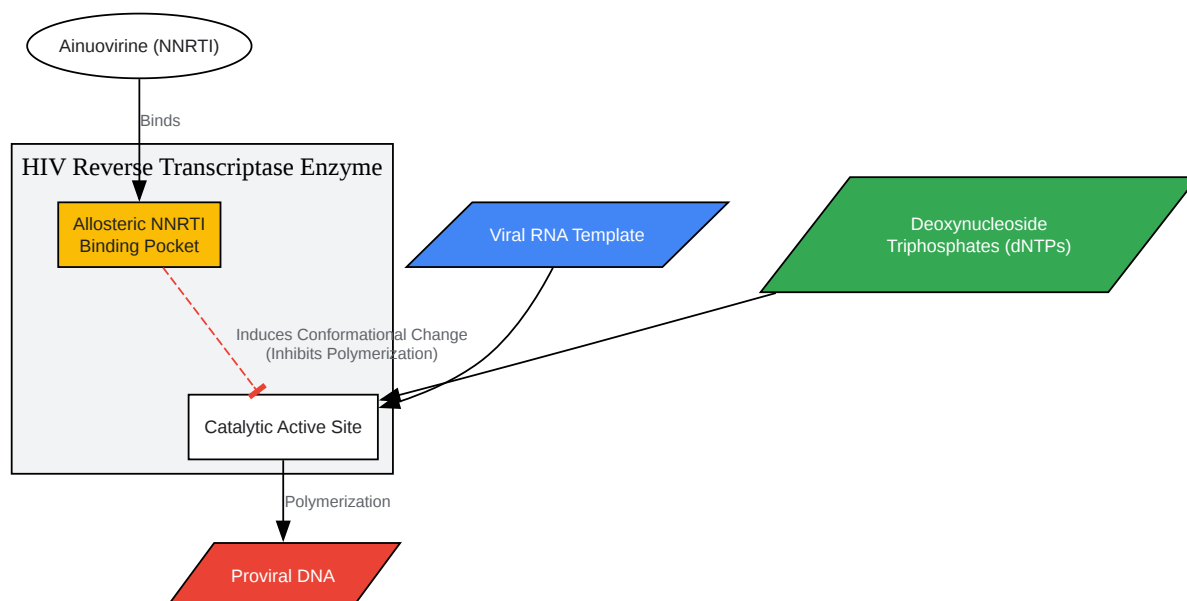 Ainuovirine (NNRTI)
Binds
HIV Reverse Transcriptase Enzyme
Allosteric NNRTI
Binding Pocket
Viral RNA Template
Deoxynucleoside
Triphosphates (dNTPs)
Induces Conformational Change
(Inhibits Polymerization)
Catalytic Active Site
Polymerization
Proviral DNA